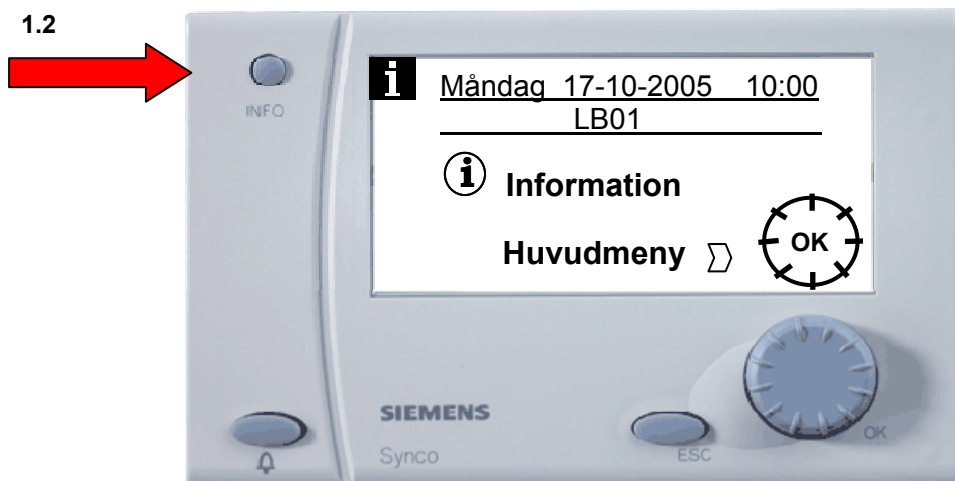 1.2
INFO
i Måndag 17-10-2005 10:00
LB01
i Information
Huvudmeny OK
SIEMENS
Synco
ESC
OK